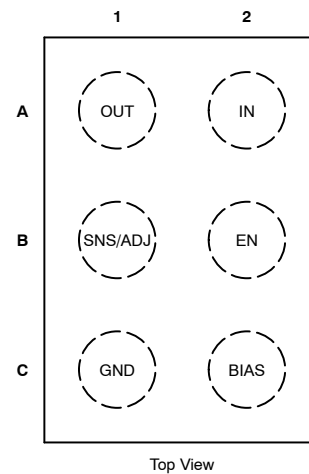 1 2
A OUT IN
B SNS/ADJ EN
C GND BIAS
Top View